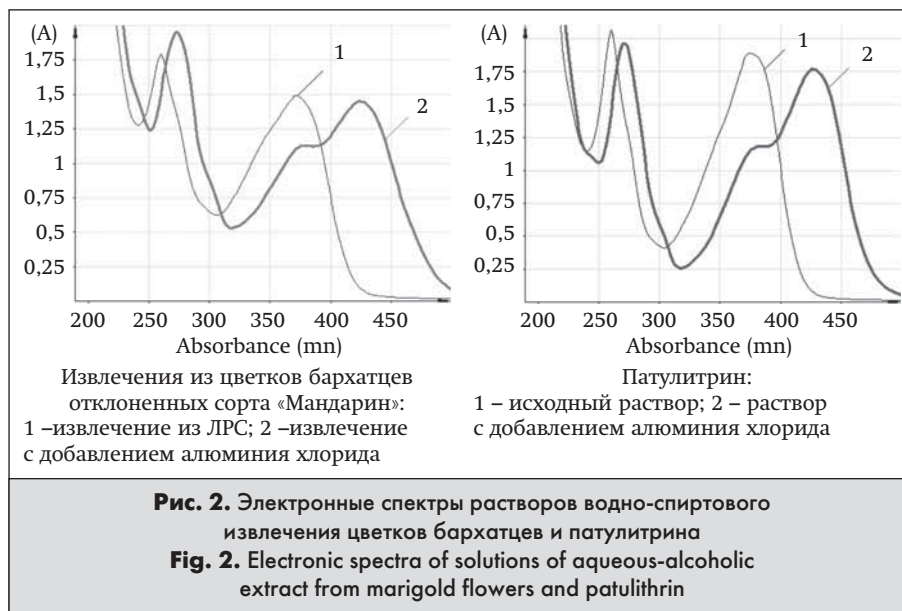 (A)
1,75
1,5
1,25
1
0,75
0,5
0,25
1
2
200 250 300 350 400 450
Absorbance (mn)
Извлечения из цветков бархатцев
отклоненных сорта «Мандарин»:
1 –извлечение из ЛРС; 2 –извлечение
с добавлением алюминия хлорида
(A)
1,75
1,5
1,25
1
0,75
0,5
0,25
1
2
200 250 300 350 400 450
Absorbance (mn)
Патулитрин:
1 – исходный раствор; 2 – раствор
с добавлением алюминия хлорида
Рис. 2. Электронные спектры растворов водно-спиртового
извлечения цветков бархатцев и патулитрина
Fig. 2. Electronic spectra of solutions of aqueous-alcoholic
extract from marigold flowers and patulithrin